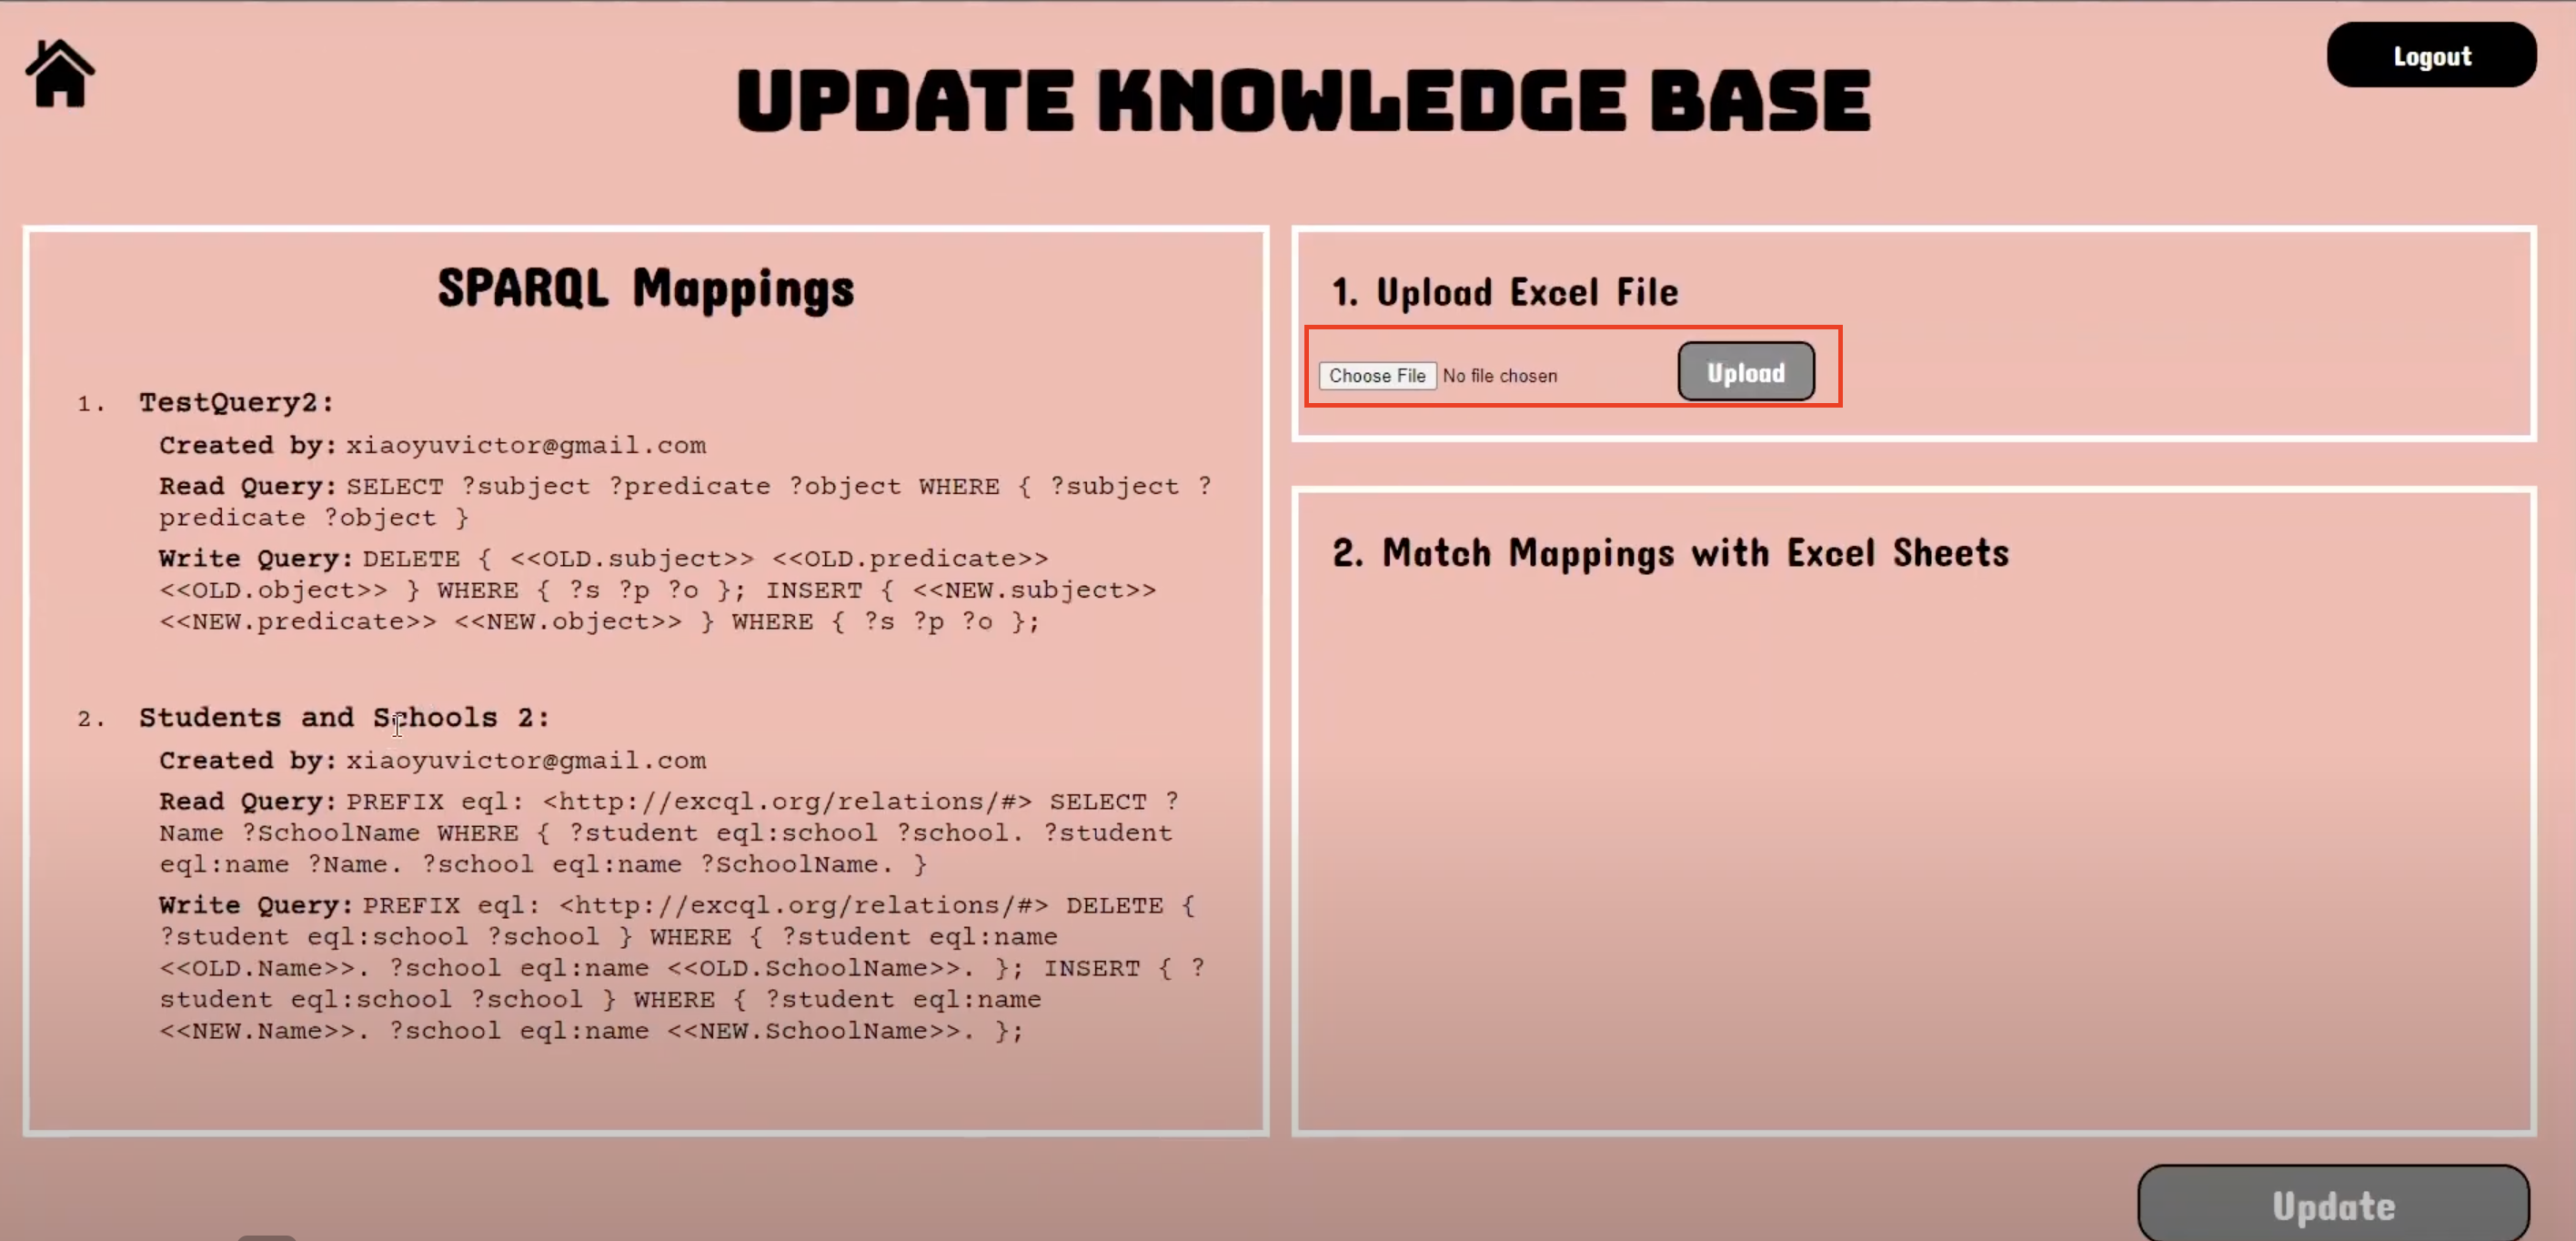 Logout
UPDATE KNOWLEDGE BASE
SPARQL Mappings
1. TestQuery2:
Created by: xiaoyuvictor@gmail.com
Read Query: SELECT ?subject ?predicate ?object WHERE { ?subject ?
predicate ?object }
Write Query: DELETE { <<OLD.subject>> <<OLD.predicate>>
<<OLD.object>> } WHERE { ?s ?p ?o }; INSERT { <<NEW.subject>>
<<NEW.predicate>> <<NEW.object>> } WHERE { ?s ?p ?o };
2. Students and Schools 2:
Created by: xiaoyuvictor@gmail.com
Read Query: PREFIX eql: <http://excql.org/relations/#> SELECT ?
Name ?SchoolName WHERE { ?student eql:school ?school. ?student
eql:name ?Name. ?school eql:name ?SchoolName. }
Write Query: PREFIX eql: <http://excql.org/relations/#> DELETE {
?student eql:school ?school } WHERE { ?student eql:name
<<OLD.Name>>. ?school eql:name <<OLD.SchoolName>>. }; INSERT { ?
student eql:school ?school } WHERE { ?student eql:name
<<NEW.Name>>. ?school eql:name <<NEW.SchoolName>>. };
1. Upload Excel File
Choose File No file chosen Upload
2. Match Mappings with Excel Sheets
Update